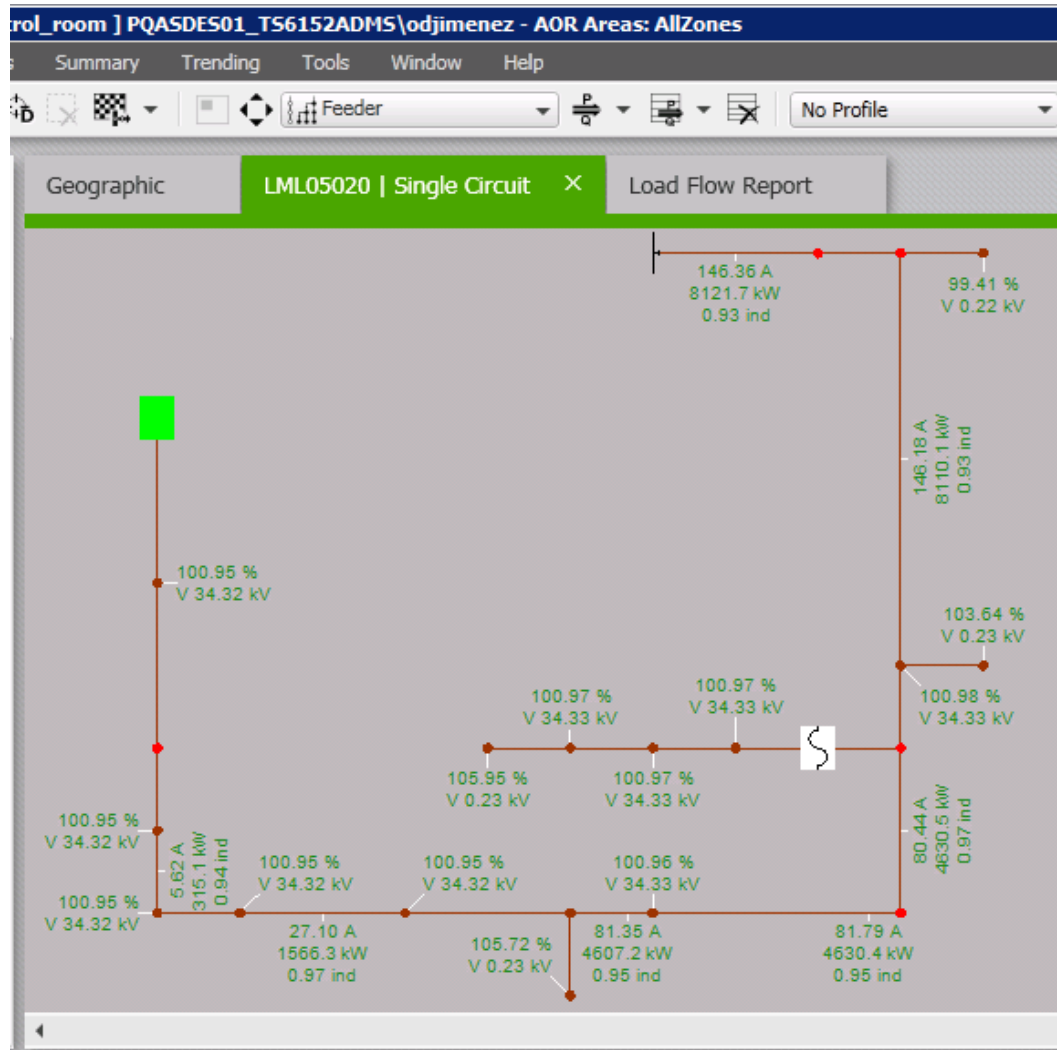 rol_room ] PQASDES01_TS6152ADMS\odjimenez - AOR Areas: AllZones
s Summary Trending Tools Window Help
D Feeder P Q P Q No Profile
Geographic LML05020 | Single Circuit × Load Flow Report
146.36 A
8121.7 kW
0.93 ind
99.41 %
V 0.22 kV
146.18 A
8110.1 kW
0.93 ind
100.95 %
V 34.32 kV
103.64 %
V 0.23 kV
100.97 %
V 34.33 kV
100.97 %
V 34.33 kV
100.98 %
V 34.33 kV
105.95 %
V 0.23 kV
100.97 %
V 34.33 kV
80.44 A
4630.5 kW
0.97 ind
100.95 %
V 34.32 kV
5.62 A
315.1 kW
0.94 ind
100.95 %
V 34.32 kV
100.95 %
V 34.32 kV
100.96 %
V 34.33 kV
100.95 %
V 34.32 kV
27.10 A
1566.3 kW
0.97 ind
105.72 %
V 0.23 kV
81.35 A
4607.2 kW
0.95 ind
81.79 A
4630.4 kW
0.95 ind